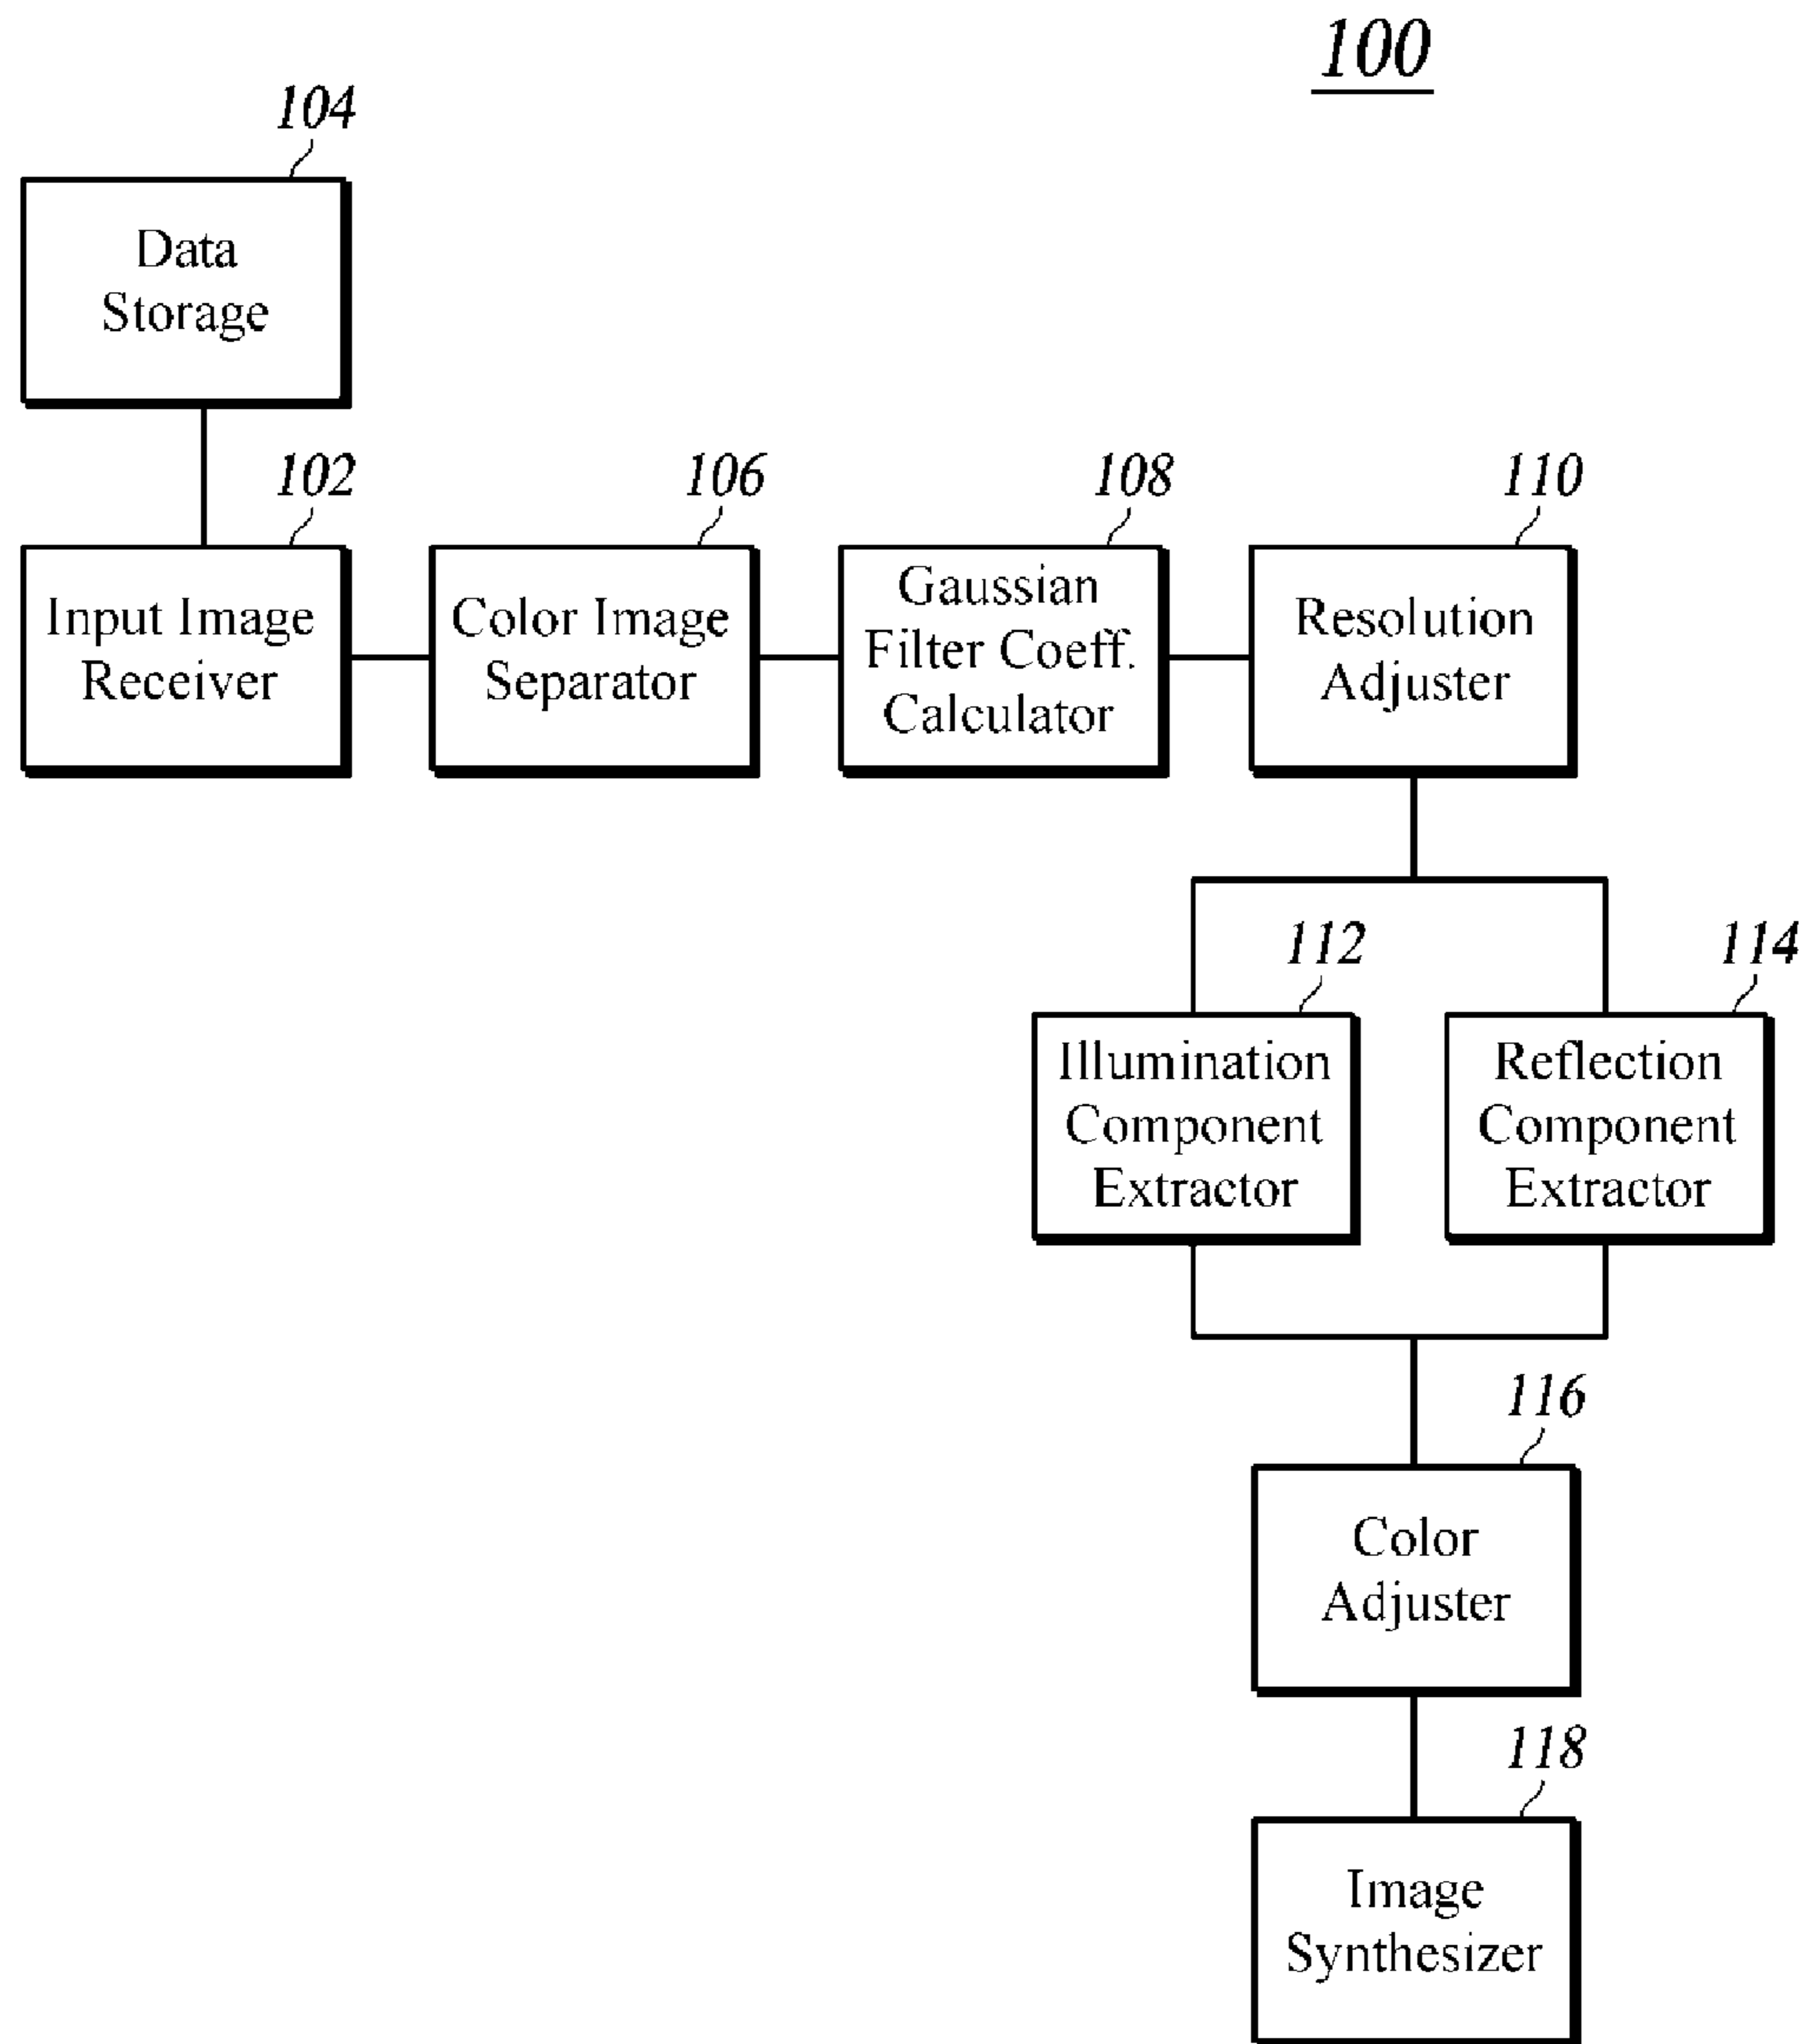 100
104
Data
Storage
102
Input Image
Receiver
106
Color Image
Separator
108
Gaussian
Filter Coeff.
Calculator
110
Resolution
Adjuster
112
Illumination
Component
Extractor
114
Reflection
Component
Extractor
116
Color
Adjuster
118
Image
Synthesizer